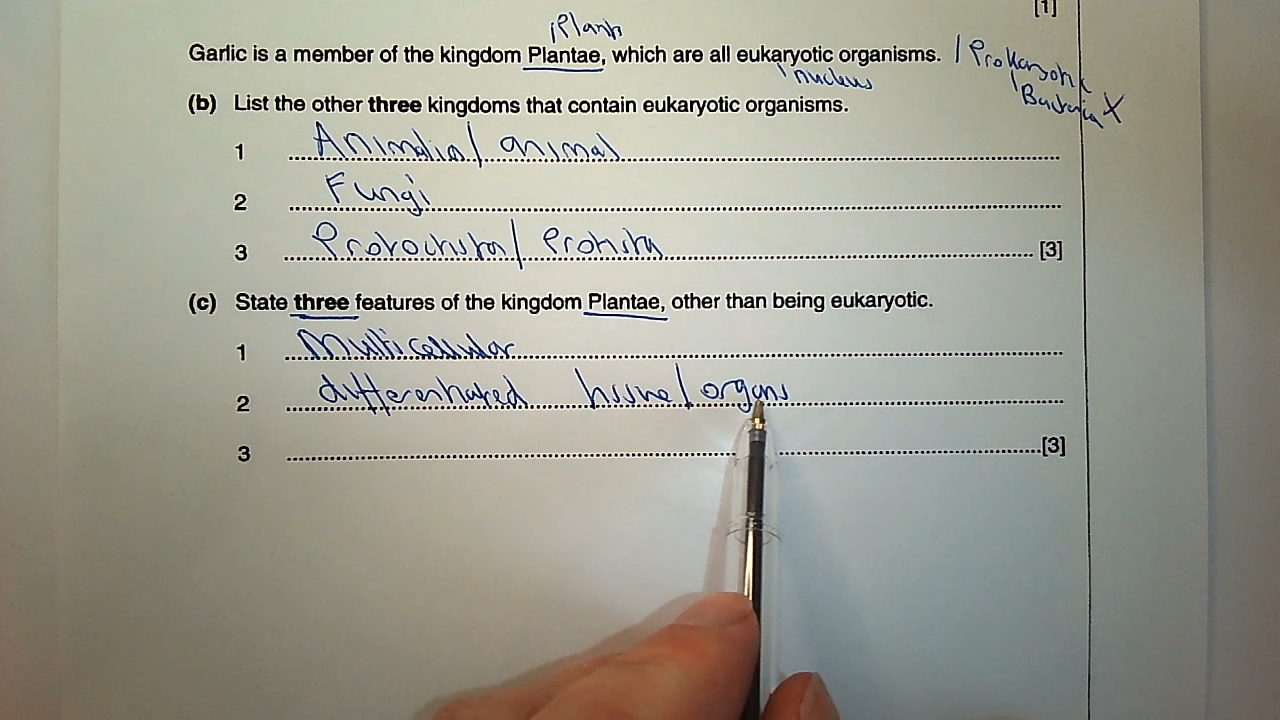 [1]
Plants
Garlic is a member of the kingdom Plantae, which are all eukaryotic organisms. / Prokaryotic
nucleus
Bacteria X
(b) List the other three kingdoms that contain eukaryotic organisms.
1 Animalia / animal
2 Fungi
3 Protoctista / Protista [3]
(c) State three features of the kingdom Plantae, other than being eukaryotic.
1 Multicellular
2 differentiated tissue / organs
3 [3]